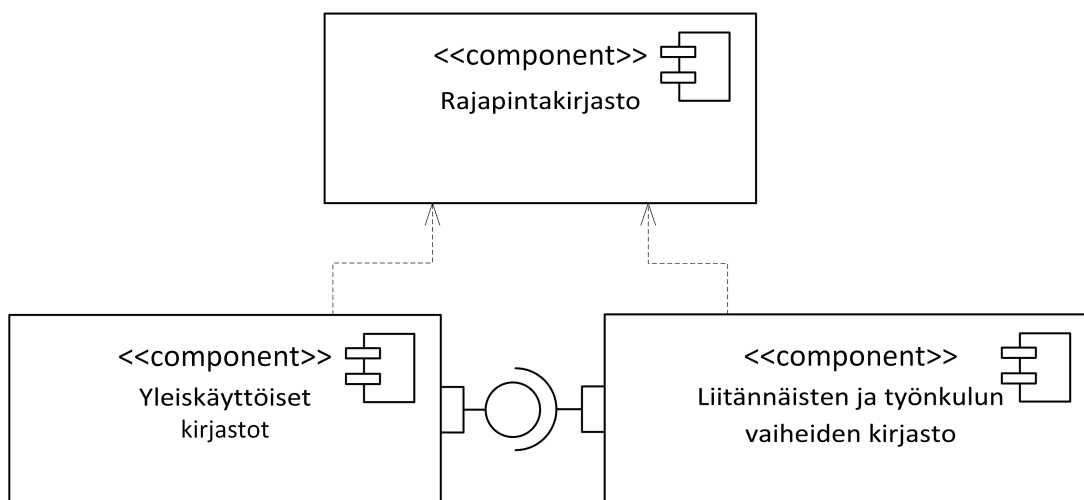 <<component>>
Rajapintakirjasto
<<component>>
Yleiskäyttöiset
kirjastot
<<component>>
Liitännäisten ja työnkulun
vaiheiden kirjasto